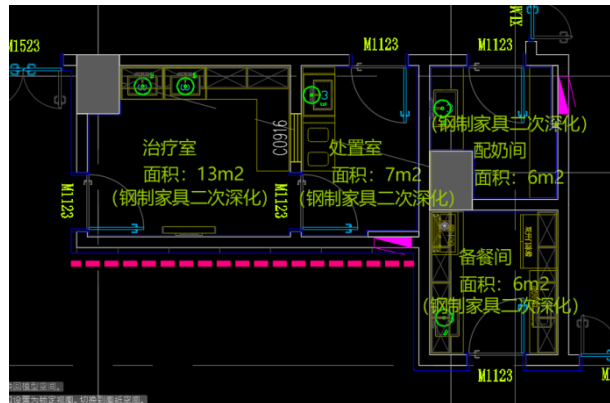 M1523
M1123
M1123
3
C0916
治疗室
面积：13m2
(钢制家具二次深化)
处置室
面积：7m2
(钢制家具二次深化)
(钢制家具二次深化)
配奶间
面积：6m2
M1123
M1123
备餐间
面积：6m2
(钢制家具二次深化)
M1123